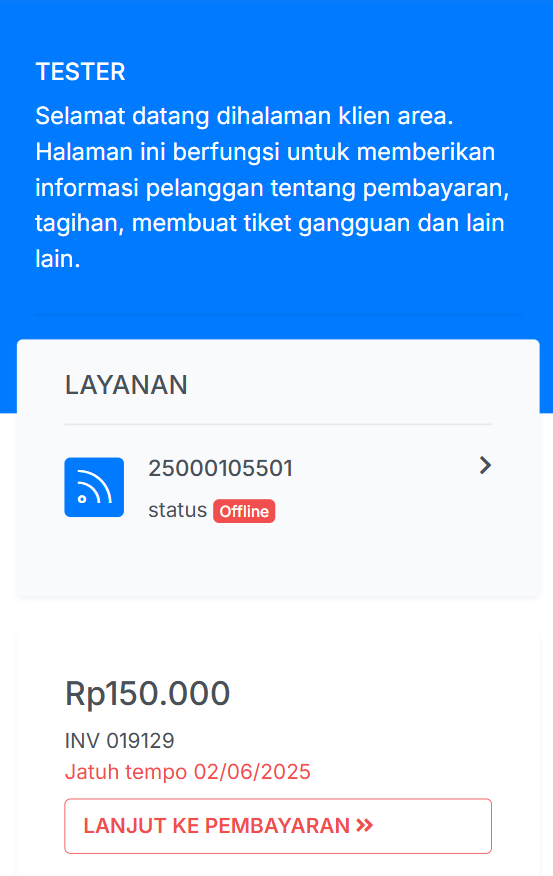 TESTER
Selamat datang dihalaman klien area.
Halaman ini berfungsi untuk memberikan
informasi pelanggan tentang pembayaran,
tagihan, membuat tiket gangguan dan lain
lain.
LAYANAN
25000105501
status Offline
Rp150.000
INV 019129
Jatuh tempo 02/06/2025
LANJUT KE PEMBAYARAN